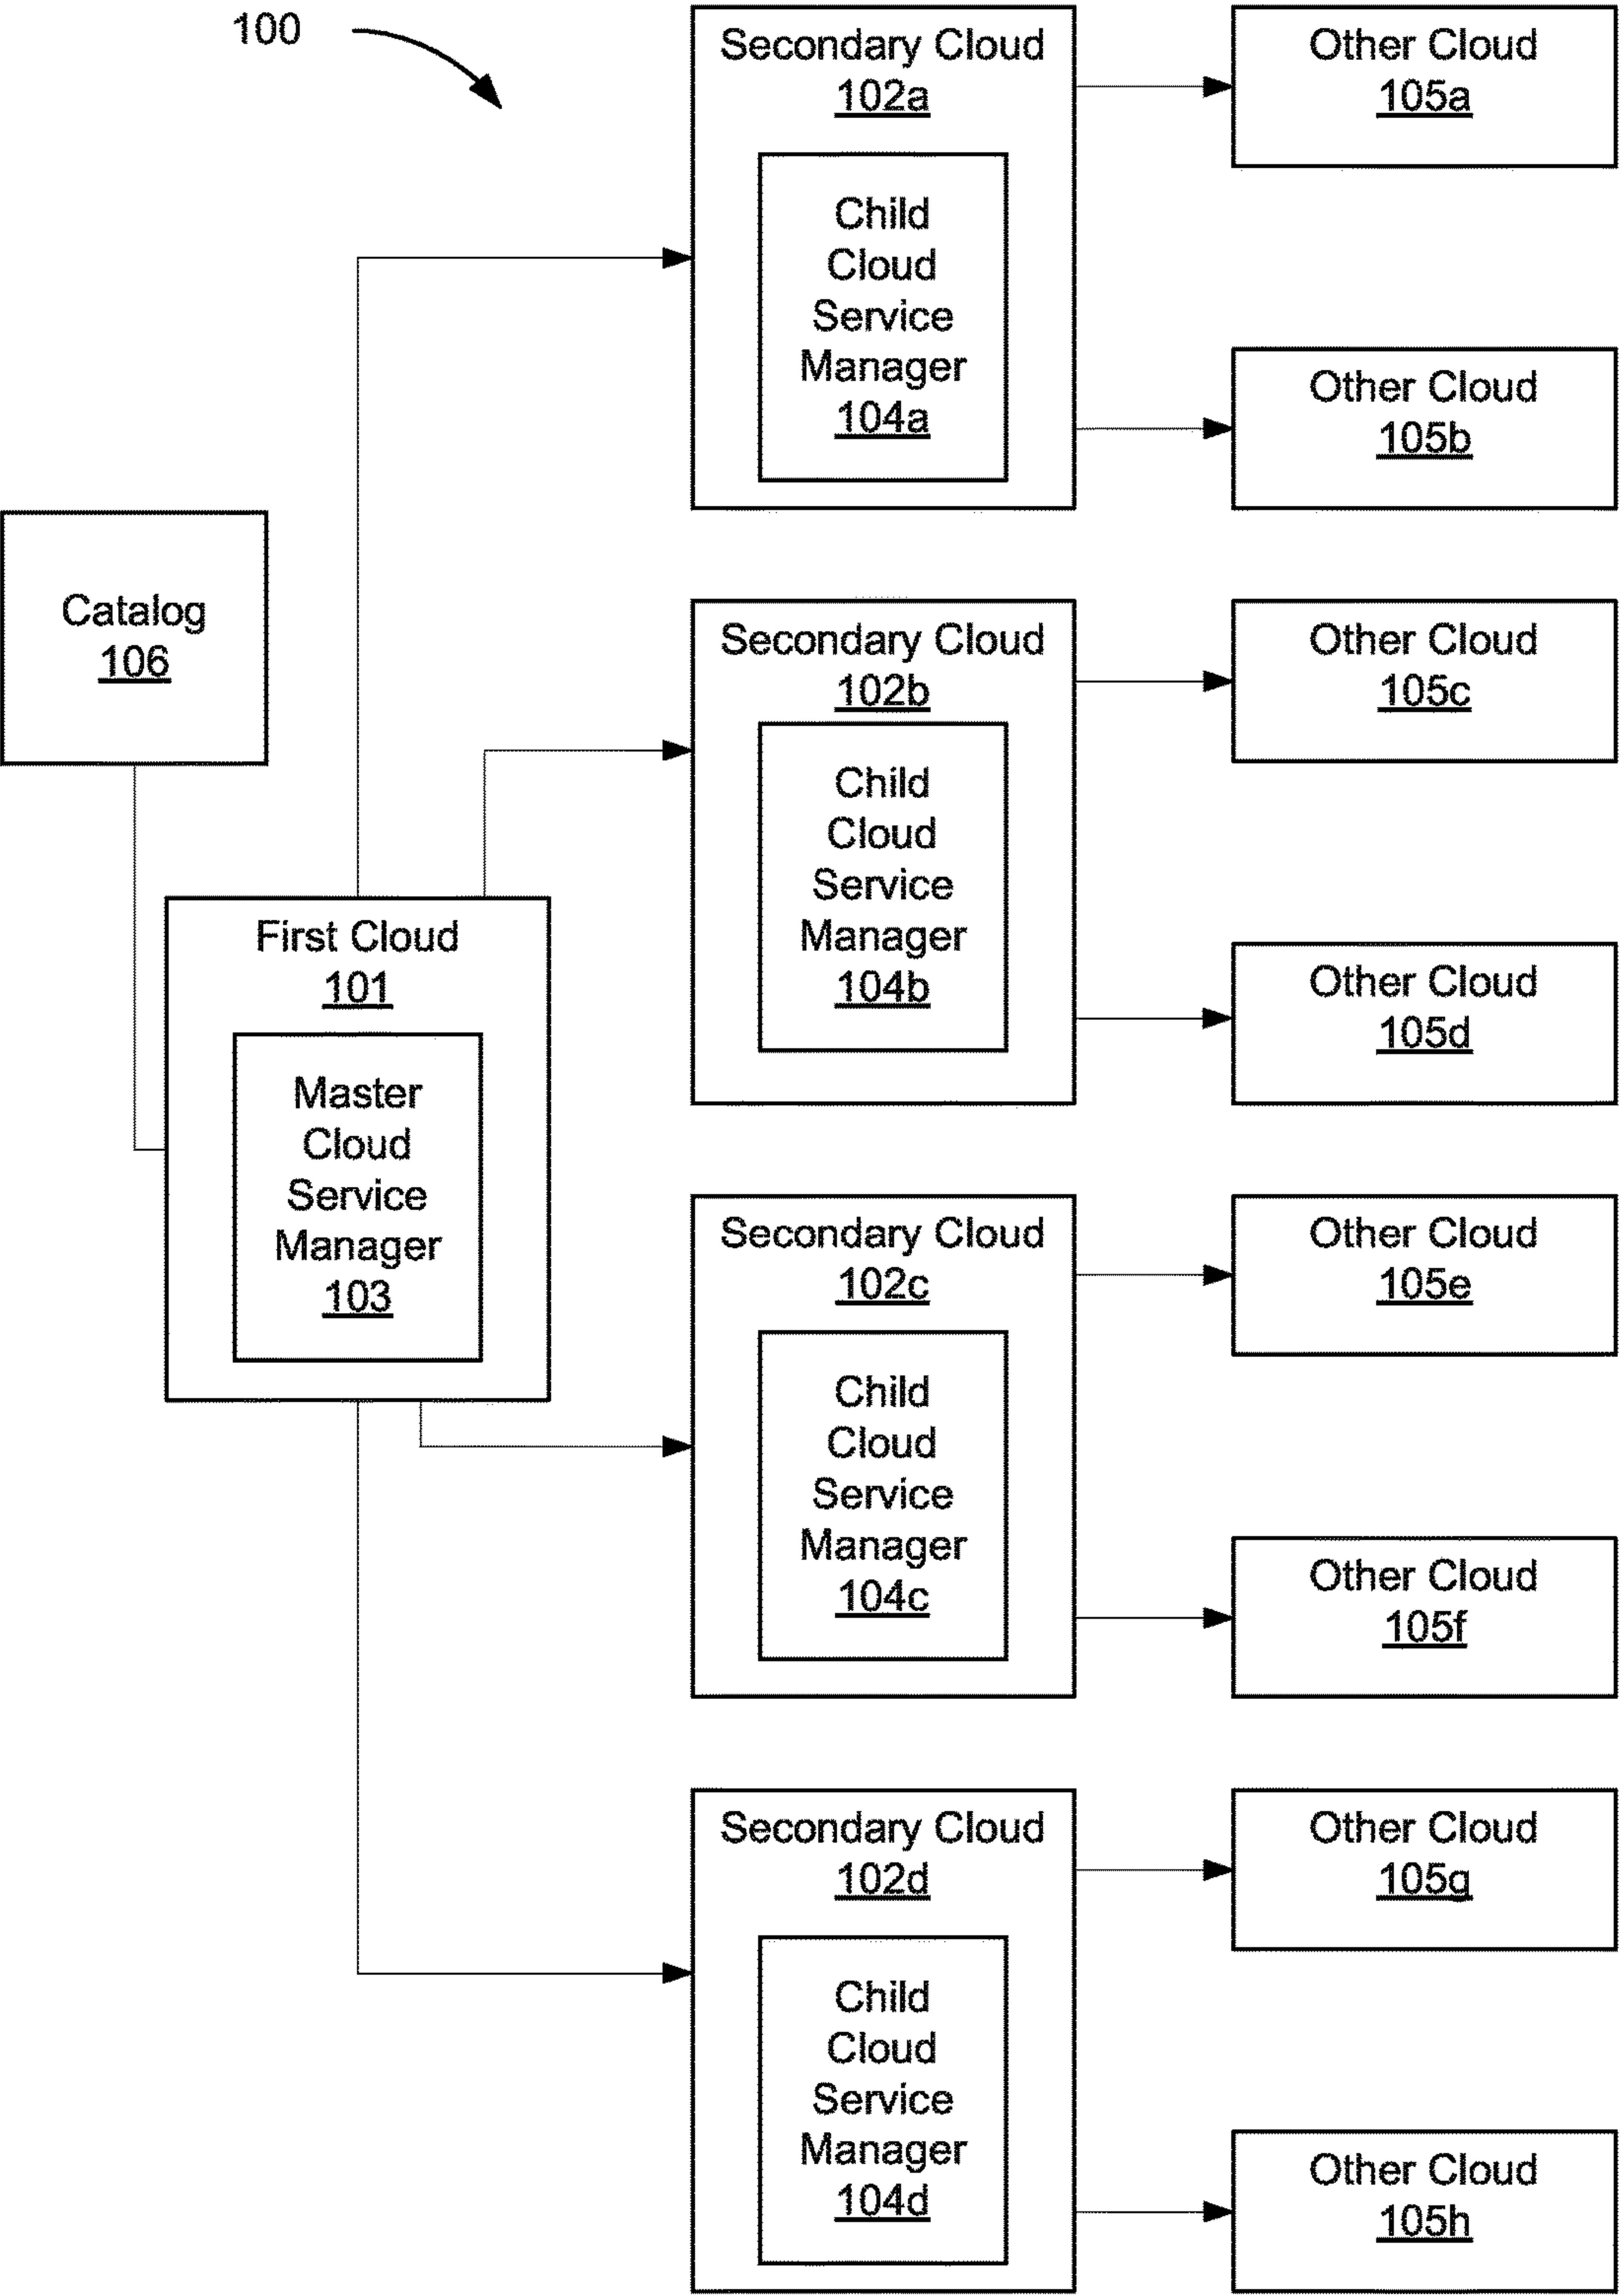 100
Secondary Cloud
102a
Child
Cloud
Service
Manager
104a
Other Cloud
105a
Other Cloud
105b
Catalog
106
Secondary Cloud
102b
Child
Cloud
Service
Manager
104b
Other Cloud
105c
Other Cloud
105d
First Cloud
101
Master
Cloud
Service
Manager
103
Secondary Cloud
102c
Child
Cloud
Service
Manager
104c
Other Cloud
105e
Other Cloud
105f
Secondary Cloud
102d
Child
Cloud
Service
Manager
104d
Other Cloud
105g
Other Cloud
105h